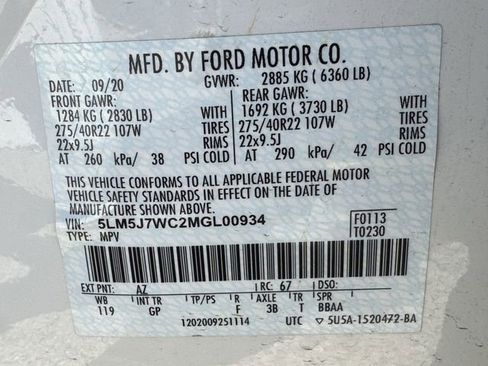 MFD. BY FORD MOTOR CO.
DATE: 09/20 GVWR: 2885 KG ( 6360 LB)
FRONT GAWR: REAR GAWR:
1284 KG ( 2830 LB) WITH 1692 KG ( 3730 LB) WITH
275/40R22 107W TIRES 275/40R22 107W TIRES
22x9.5J RIMS 22x9.5J RIMS
AT 260 kPa/ 38 PSI COLD AT 290 kPa/ 42 PSI COLD
THIS VEHICLE CONFORMS TO ALL APPLICABLE FEDERAL MOTOR
VEHICLE SAFETY STANDARDS IN EFFECT ON THE DATE OF
MANUFACTURE SHOWN ABOVE.
VIN: 5LM5J7WC2MGL00934 F0113
TYPE: MPV T0230
EXT PNT: AZ RC: 67
WB INT TR TP/PS R AXLE TR SPR
119 GP F 3B T BBAA
1202009251114 UTC 5U5A-1520472-BA